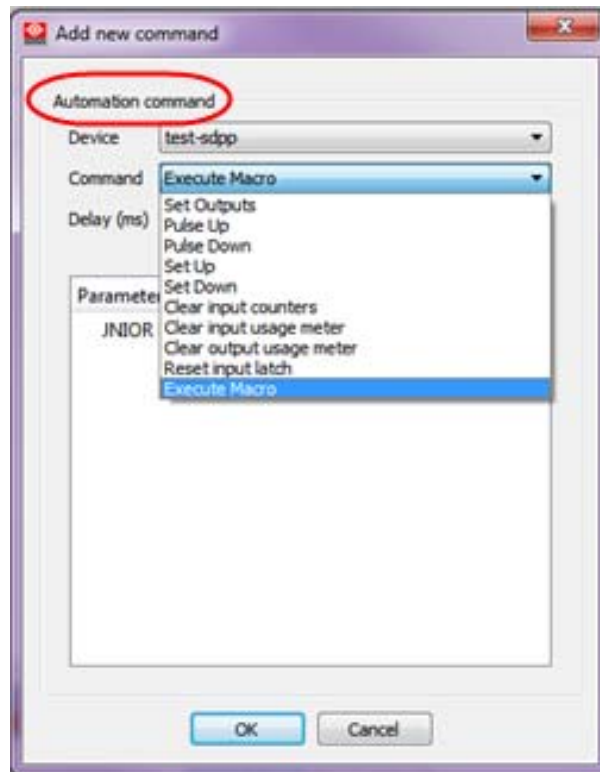 Add new command
Automation command
Device test-sdpp
Command Execute Macro
Delay (ms)
Set Outputs
Pulse Up
Pulse Down
Set Up
Set Down
Clear input counters
Clear input usage meter
Clear output usage meter
Reset input latch
Execute Macro
JNIOR
OK Cancel